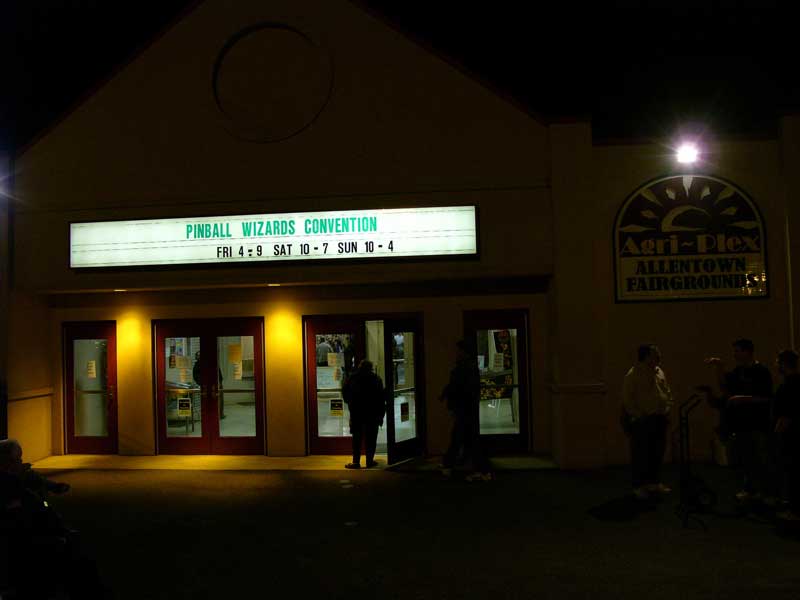 PINBALL WIZARDS CONVENTION
FRI 4-9 SAT 10-7 SUN 10-4
Agri~Plex
ALLENTOWN
FAIRGROUNDS